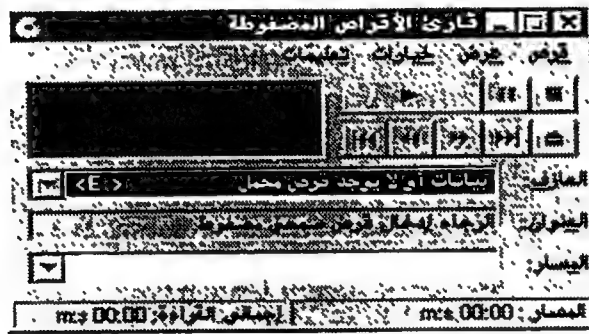 قارئ الأقراص المضغوطة
قرص عرض خيارات تعليمات
العازف: بيانات أو لا يوجد قرص محمل <E:>
العنوان: الرجاء إدخال قرص مضغوط
المسار:
المسار: 00:00 m:s إجمالي القراءة: 00:00 m:s